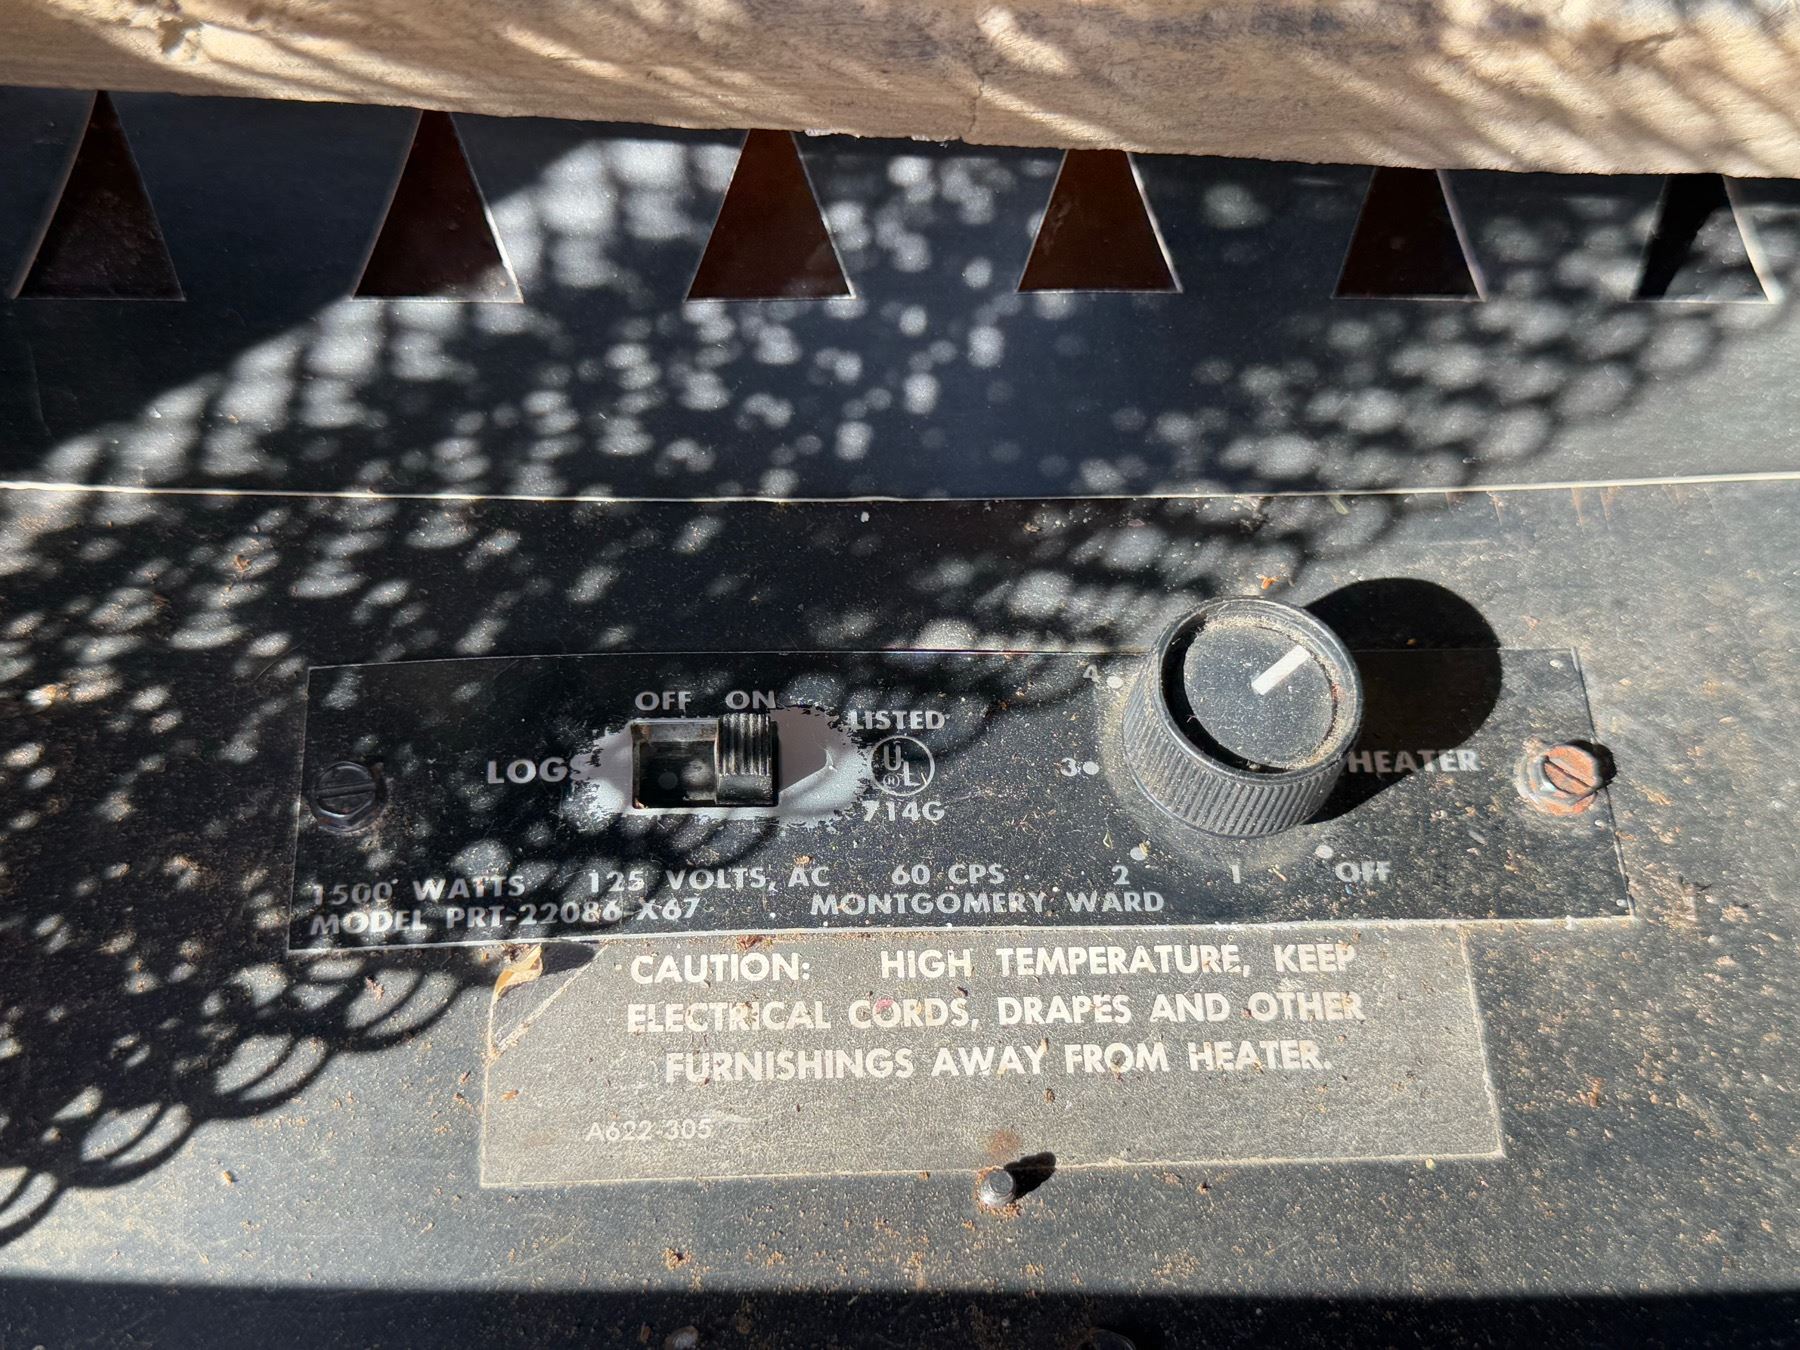 OFF ON
LISTED
LOGS
UL
®
714G
4
3
2
1
OFF
HEATER
1500 WATTS 125 VOLTS, AC 60 CPS
MODEL PRT-22086-X67 MONTGOMERY WARD
CAUTION: HIGH TEMPERATURE, KEEP
ELECTRICAL CORDS, DRAPES AND OTHER
FURNISHINGS AWAY FROM HEATER.
A622-305